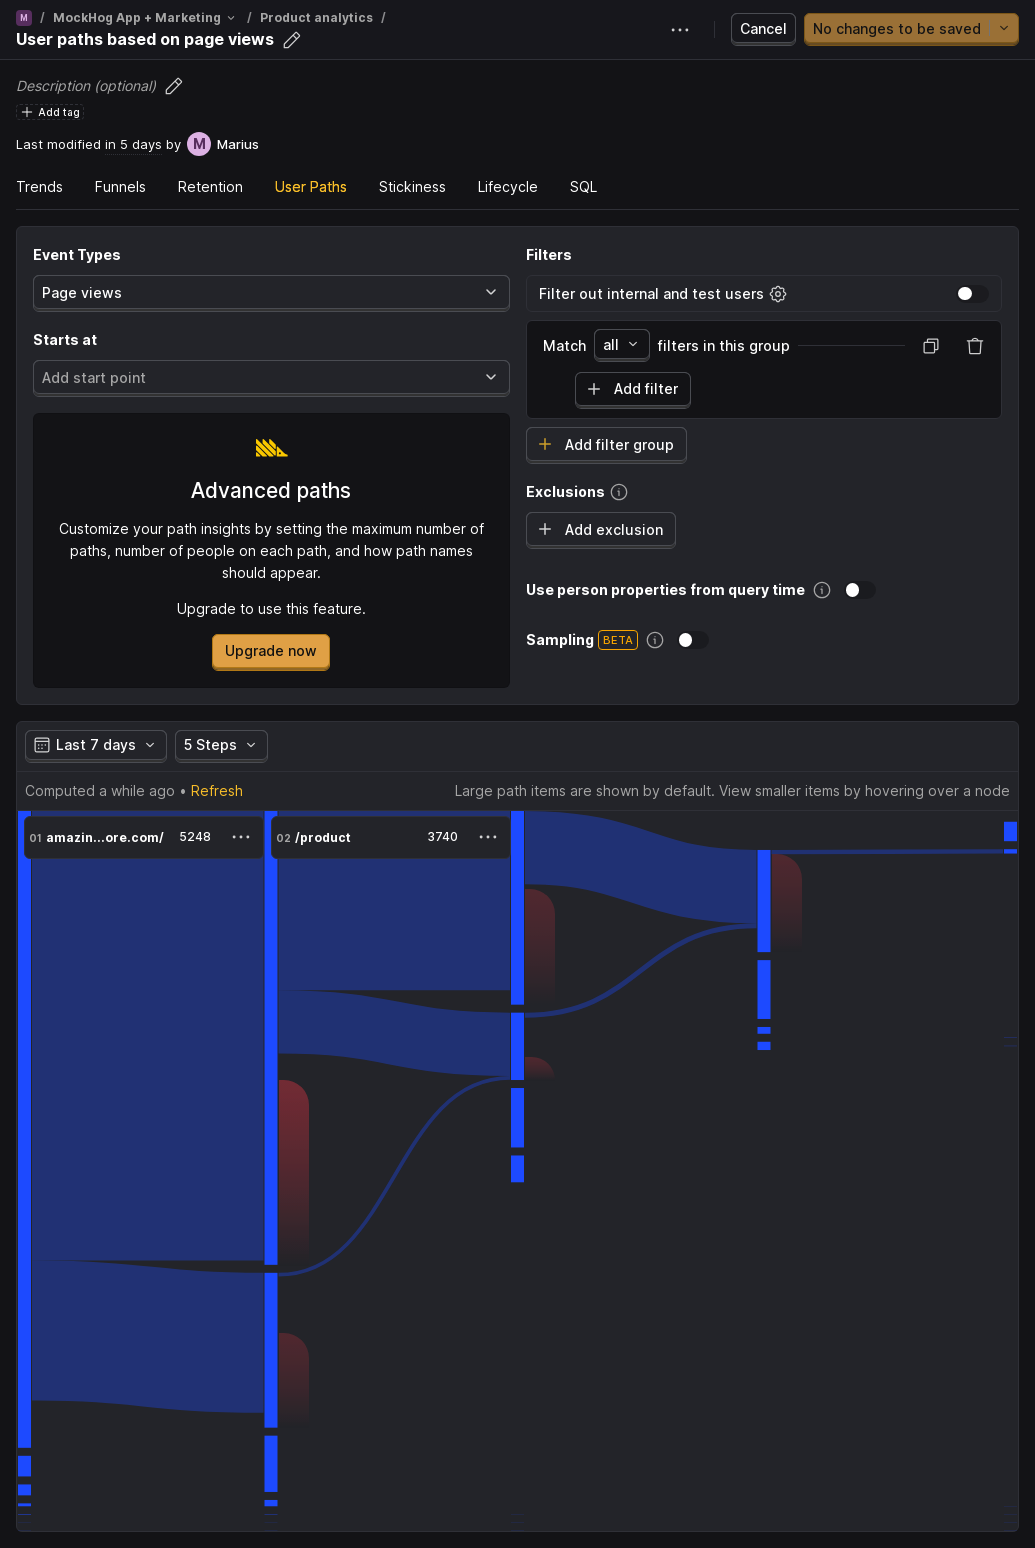 M / MockHog App + Marketing / Product analytics /
User paths based on page views
Cancel
No changes to be saved
Description (optional)
Add tag
Last modified in 5 days by M Marius
Trends Funnels Retention User Paths Stickiness Lifecycle SQL
Event Types
Page views
Starts at
Add start point
Advanced paths
Customize your path insights by setting the maximum number of
paths, number of people on each path, and how path names
should appear.
Upgrade to use this feature.
Upgrade now
Filters
Filter out internal and test users
Match all filters in this group
Add filter
Add filter group
Exclusions
Add exclusion
Use person properties from query time
Sampling BETA
Last 7 days 5 Steps
Computed a while ago • Refresh
Large path items are shown by default. View smaller items by hovering over a node
01 amazin...ore.com/ 5248
02 /product 3740